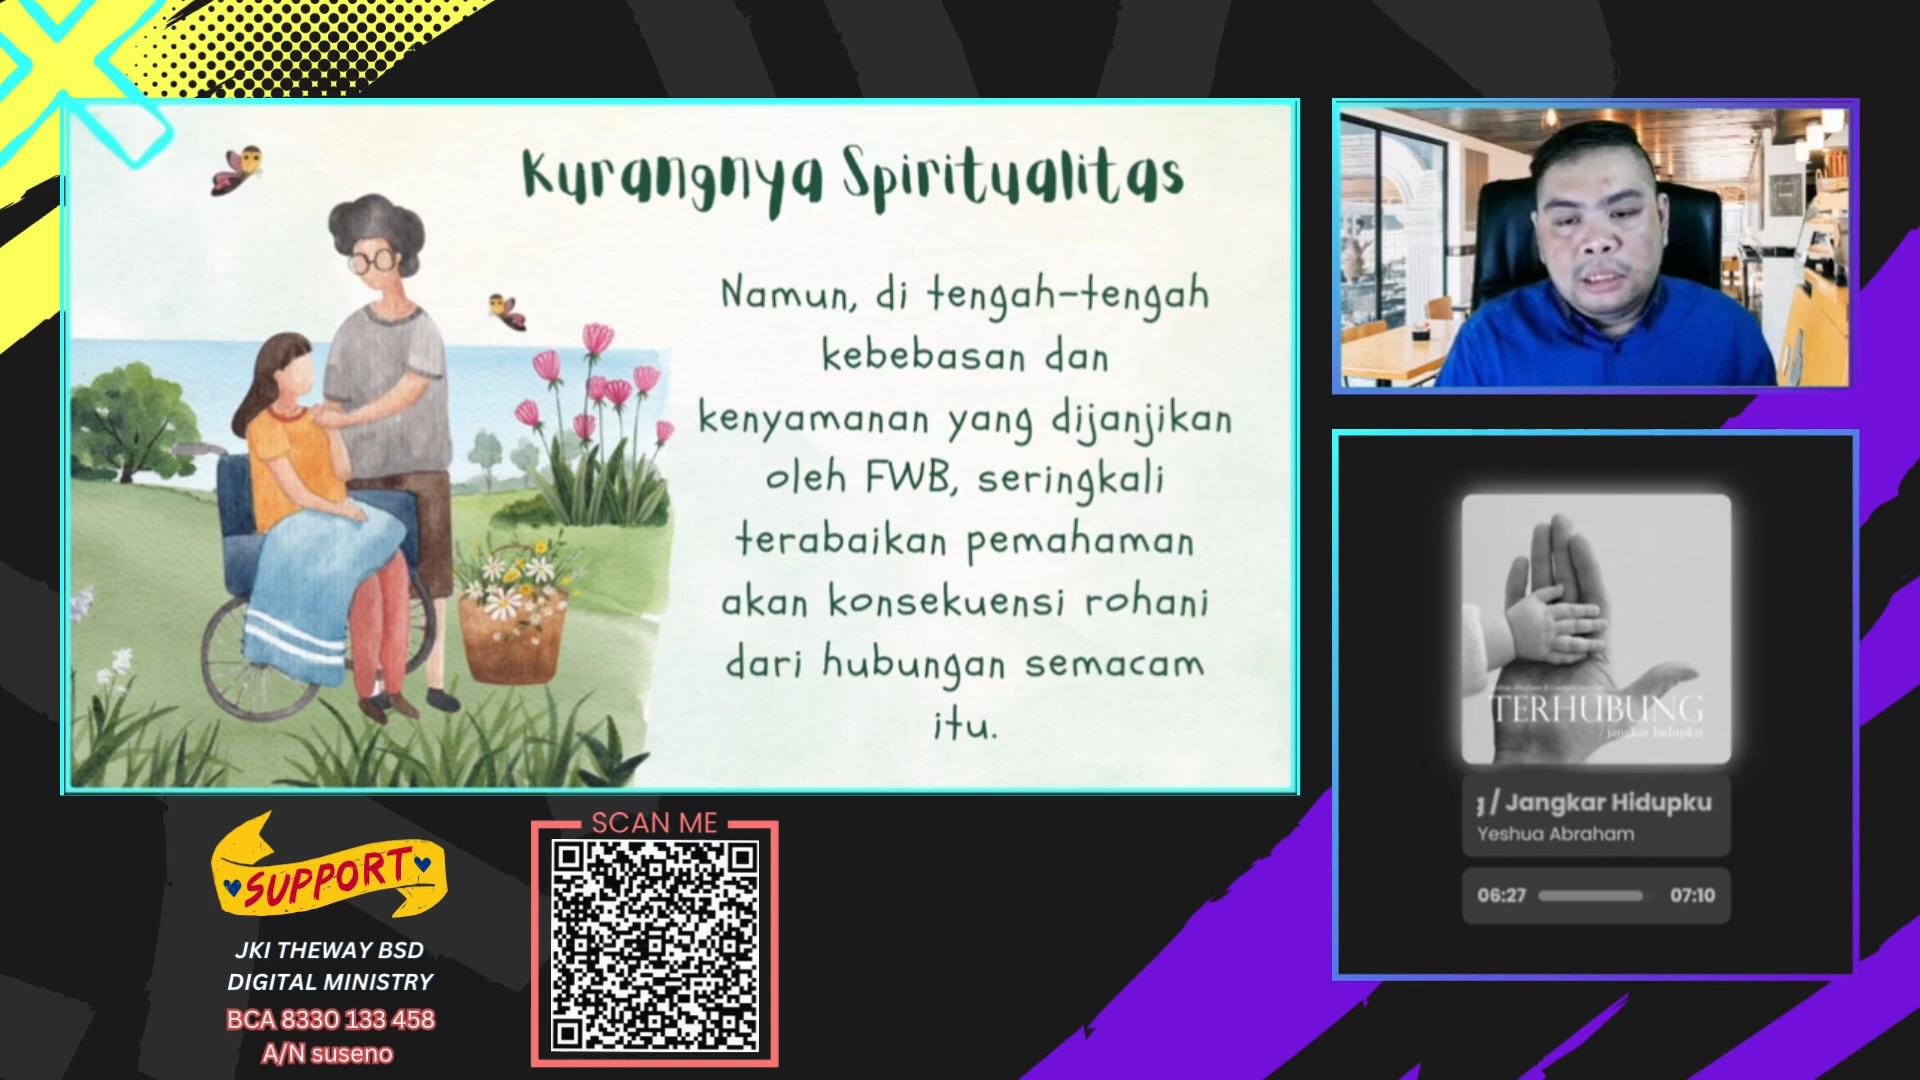 Kurangnya Spiritualitas
Namun, di tengah-tengah
kebebasan dan
kenyamanan yang dijanjikan
oleh FWB, seringkali
terabaikan pemahaman
akan konsekuensi rohani
dari hubungan semacam
itu.
TERHUBUNG
/ jangkar hidupku
g / Jangkar Hidupku
Yeshua Abraham
06:27 07:10
SUPPORT
JKI THEWAY BSD
DIGITAL MINISTRY
BCA 8330 133 458
A/N suseno
SCAN ME